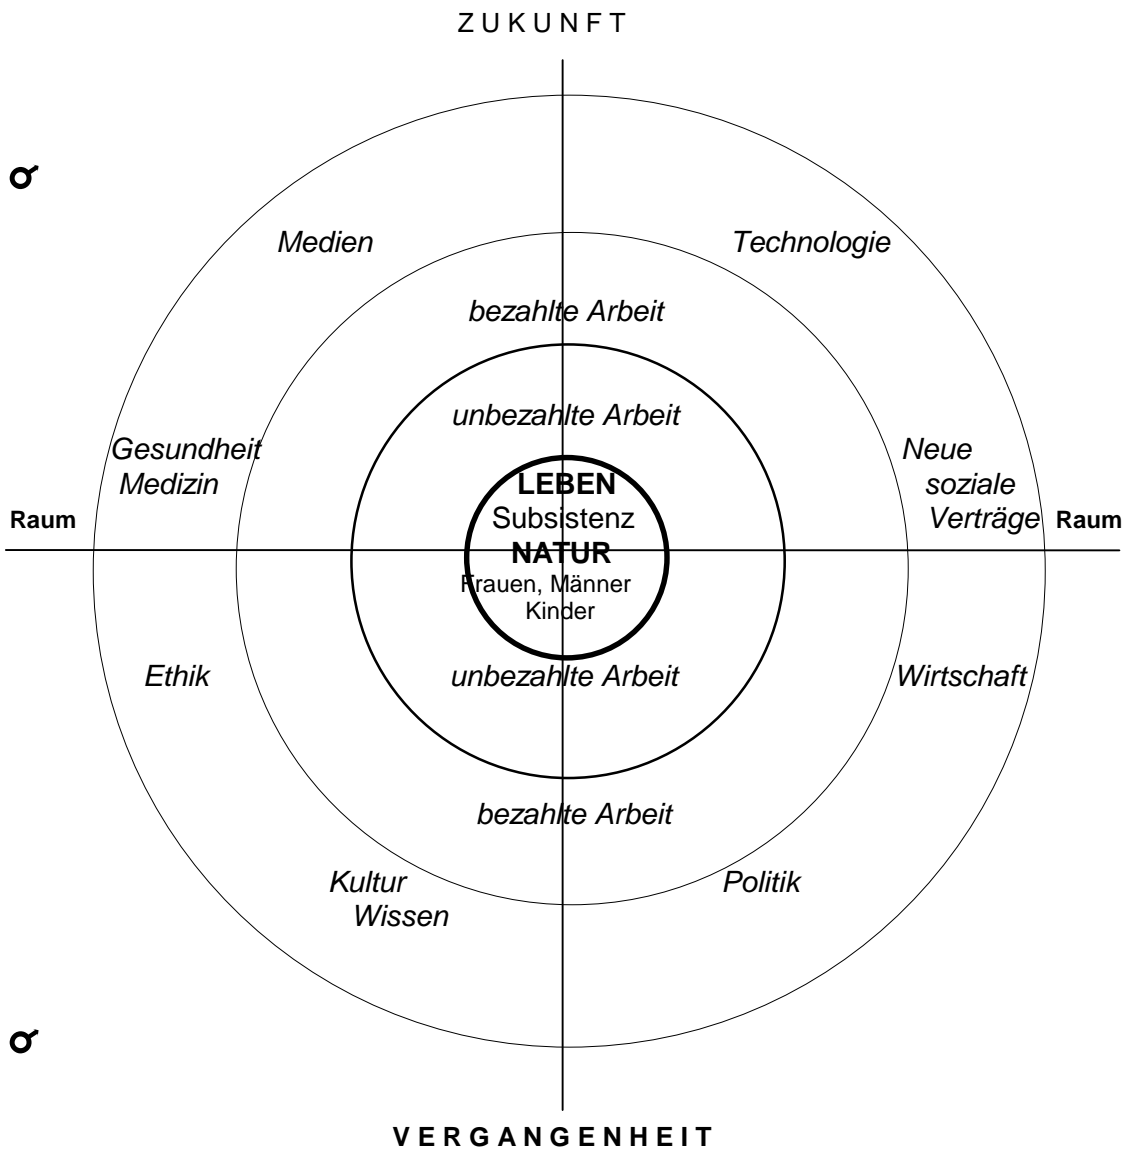 ZUKUNFT
Medien
Technologie
bezahlte Arbeit
unbezahlte Arbeit
Gesundheit
Medizin
Neue
soziale
Verträge
Raum
Raum
LEBEN
Subsistenz
NATUR
Frauen, Männer
Kinder
Ethik
unbezahlte Arbeit
Wirtschaft
bezahlte Arbeit
Kultur
Wissen
Politik
VERGANGENHEIT